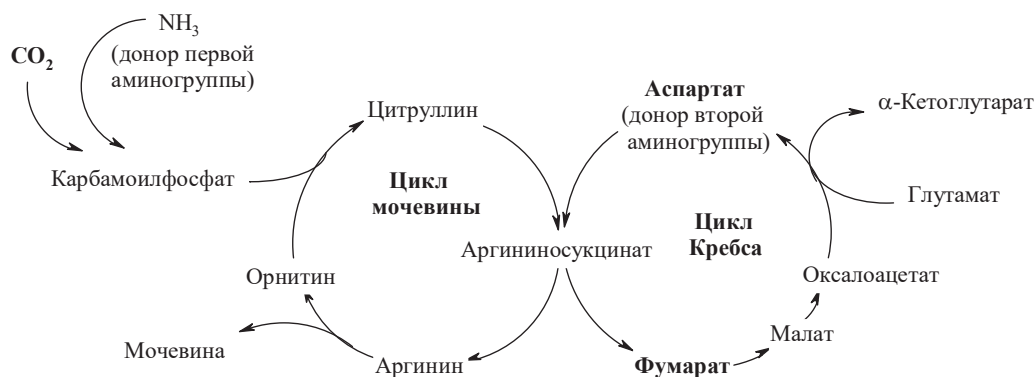 NH3
(донор первой
аминогруппы)
CO2
Карбамоилфосфат
Цитруллин
Цикл
мочевины
Аспартат
(донор второй
аминогруппы)
α-Кетоглутарат
Глутамат
Цикл
Кребса
Аргининосукцинат
Оксалоацетат
Орнитин
Малат
Мочевина
Аргинин
Фумарат